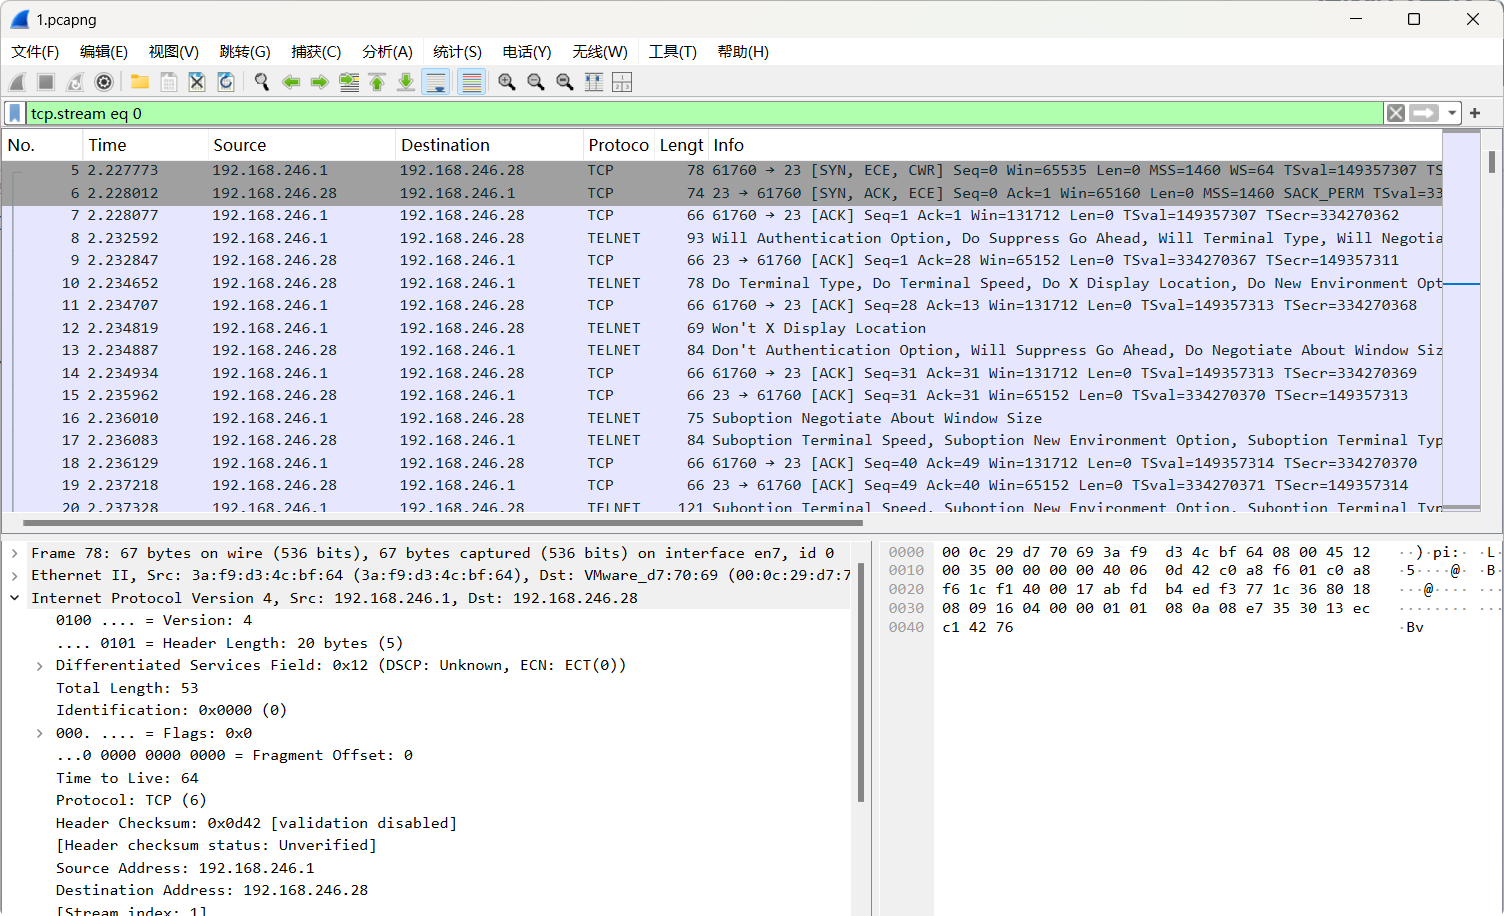 1.pcapng
文件(F) 编辑(E) 视图(V) 跳转(G) 捕获(C) 分析(A) 统计(S) 电话(Y) 无线(W) 工具(T) 帮助(H)
tcp.stream eq 0
No. Time Source Destination Protoco Lengt Info
5 2.227773 192.168.246.1 192.168.246.28 TCP 78 61760 → 23 [SYN, ECE, CWR] Seq=0 Win=65535 Len=0 MSS=1460 WS=64 TSval=149357307 TS
6 2.228012 192.168.246.28 192.168.246.1 TCP 74 23 → 61760 [SYN, ACK, ECE] Seq=0 Ack=1 Win=65160 Len=0 MSS=1460 SACK_PERM TSval=33
7 2.228077 192.168.246.1 192.168.246.28 TCP 66 61760 → 23 [ACK] Seq=1 Ack=1 Win=131712 Len=0 TSval=149357307 TSecr=334270362
8 2.232592 192.168.246.1 192.168.246.28 TELNET 93 Will Authentication Option, Do Suppress Go Ahead, Will Terminal Type, Will Negotia
9 2.232847 192.168.246.28 192.168.246.1 TCP 66 23 → 61760 [ACK] Seq=1 Ack=28 Win=65152 Len=0 TSval=334270367 TSecr=149357311
10 2.234652 192.168.246.28 192.168.246.1 TELNET 78 Do Terminal Type, Do Terminal Speed, Do X Display Location, Do New Environment Opt
11 2.234707 192.168.246.1 192.168.246.28 TCP 66 61760 → 23 [ACK] Seq=28 Ack=13 Win=131712 Len=0 TSval=149357313 TSecr=334270368
12 2.234819 192.168.246.1 192.168.246.28 TELNET 69 Won't X Display Location
13 2.234887 192.168.246.28 192.168.246.1 TELNET 84 Don't Authentication Option, Will Suppress Go Ahead, Do Negotiate About Window Siz
14 2.234934 192.168.246.1 192.168.246.28 TCP 66 61760 → 23 [ACK] Seq=31 Ack=31 Win=131712 Len=0 TSval=149357313 TSecr=334270369
15 2.235962 192.168.246.28 192.168.246.1 TCP 66 23 → 61760 [ACK] Seq=31 Ack=31 Win=65152 Len=0 TSval=334270370 TSecr=149357313
16 2.236010 192.168.246.1 192.168.246.28 TELNET 75 Suboption Negotiate About Window Size
17 2.236083 192.168.246.28 192.168.246.1 TELNET 84 Suboption Terminal Speed, Suboption New Environment Option, Suboption Terminal Typ
18 2.236129 192.168.246.1 192.168.246.28 TCP 66 61760 → 23 [ACK] Seq=40 Ack=49 Win=131712 Len=0 TSval=149357314 TSecr=334270370
19 2.237218 192.168.246.28 192.168.246.1 TCP 66 23 → 61760 [ACK] Seq=49 Ack=40 Win=65152 Len=0 TSval=334270371 TSecr=149357314
20 2.237328 192.168.246.1 192.168.246.28 TELNET 121 Suboption Terminal Speed, Suboption New Environment Option, Suboption Terminal Typ
Frame 78: 67 bytes on wire (536 bits), 67 bytes captured (536 bits) on interface en7, id 0
Ethernet II, Src: 3a:f9:d3:4c:bf:64 (3a:f9:d3:4c:bf:64), Dst: VMware_d7:70:69 (00:0c:29:d7:7
Internet Protocol Version 4, Src: 192.168.246.1, Dst: 192.168.246.28
0100 .... = Version: 4
.... 0101 = Header Length: 20 bytes (5)
Differentiated Services Field: 0x12 (DSCP: Unknown, ECN: ECT(0))
Total Length: 53
Identification: 0x0000 (0)
000. .... = Flags: 0x0
...0 0000 0000 0000 = Fragment Offset: 0
Time to Live: 64
Protocol: TCP (6)
Header Checksum: 0x0d42 [validation disabled]
[Header checksum status: Unverified]
Source Address: 192.168.246.1
Destination Address: 192.168.246.28
[Stream index: 1]
0000 00 0c 29 d7 70 69 3a f9 d3 4c bf 64 08 00 45 12 ··)·pi:· ·L·
0010 00 35 00 00 00 00 40 06 0d 42 c0 a8 f6 01 c0 a8 ·5····@· ·B·
0020 f6 1c f1 40 00 17 ab fd b4 ed f3 77 1c 36 80 18 ···@···· ····
0030 08 09 16 04 00 00 01 01 08 0a 08 e7 35 30 13 ec ········ ····
0040 c1 42 76 ·Bv